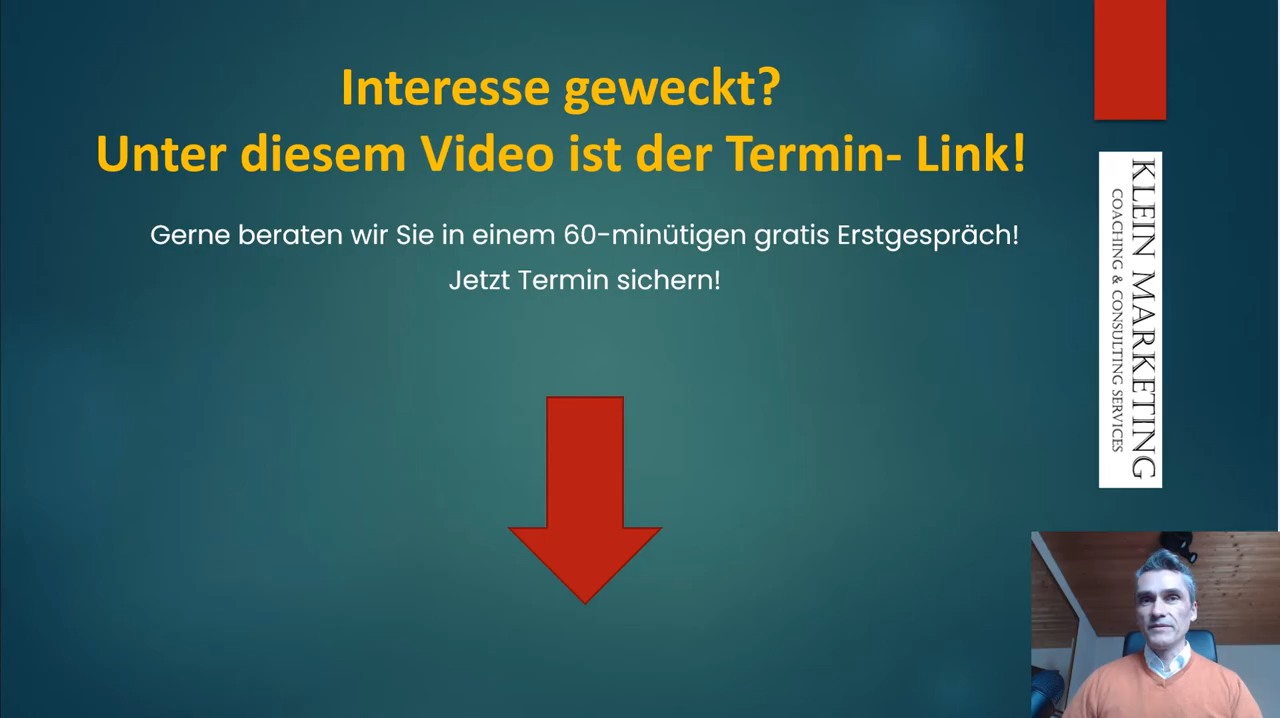 Interesse geweckt?
Unter diesem Video ist der Termin- Link!
Gerne beraten wir Sie in einem 60-minütigen gratis Erstgespräch!
Jetzt Termin sichern!
KLEIN MARKETING
COACHING & CONSULTING SERVICES